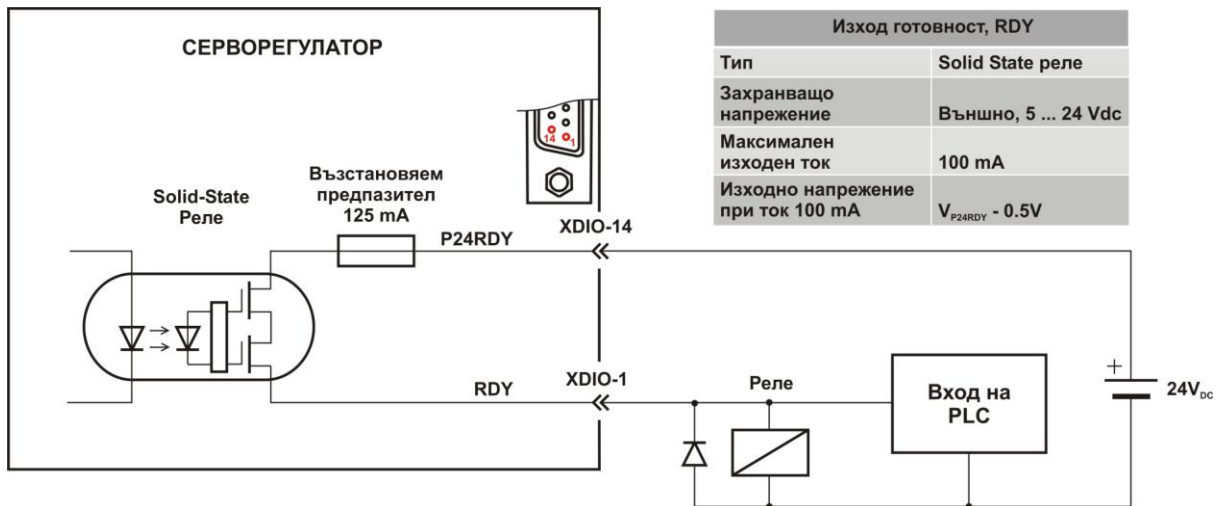 СЕРВОРЕГУЛАТОР
Изход готовност, RDY
Тип Solid State реле
Захранващо
напрежение Външно, 5 ... 24 Vdc
Максимален
изходен ток 100 mA
Изходно напрежение
при ток 100 mA V_P24RDY - 0.5V
14 1
Solid-State
Реле
Възстановяем
предпазител
125 mA
P24RDY
XDIO-14
RDY
XDIO-1
Реле
Вход на
PLC
+
24V_DC